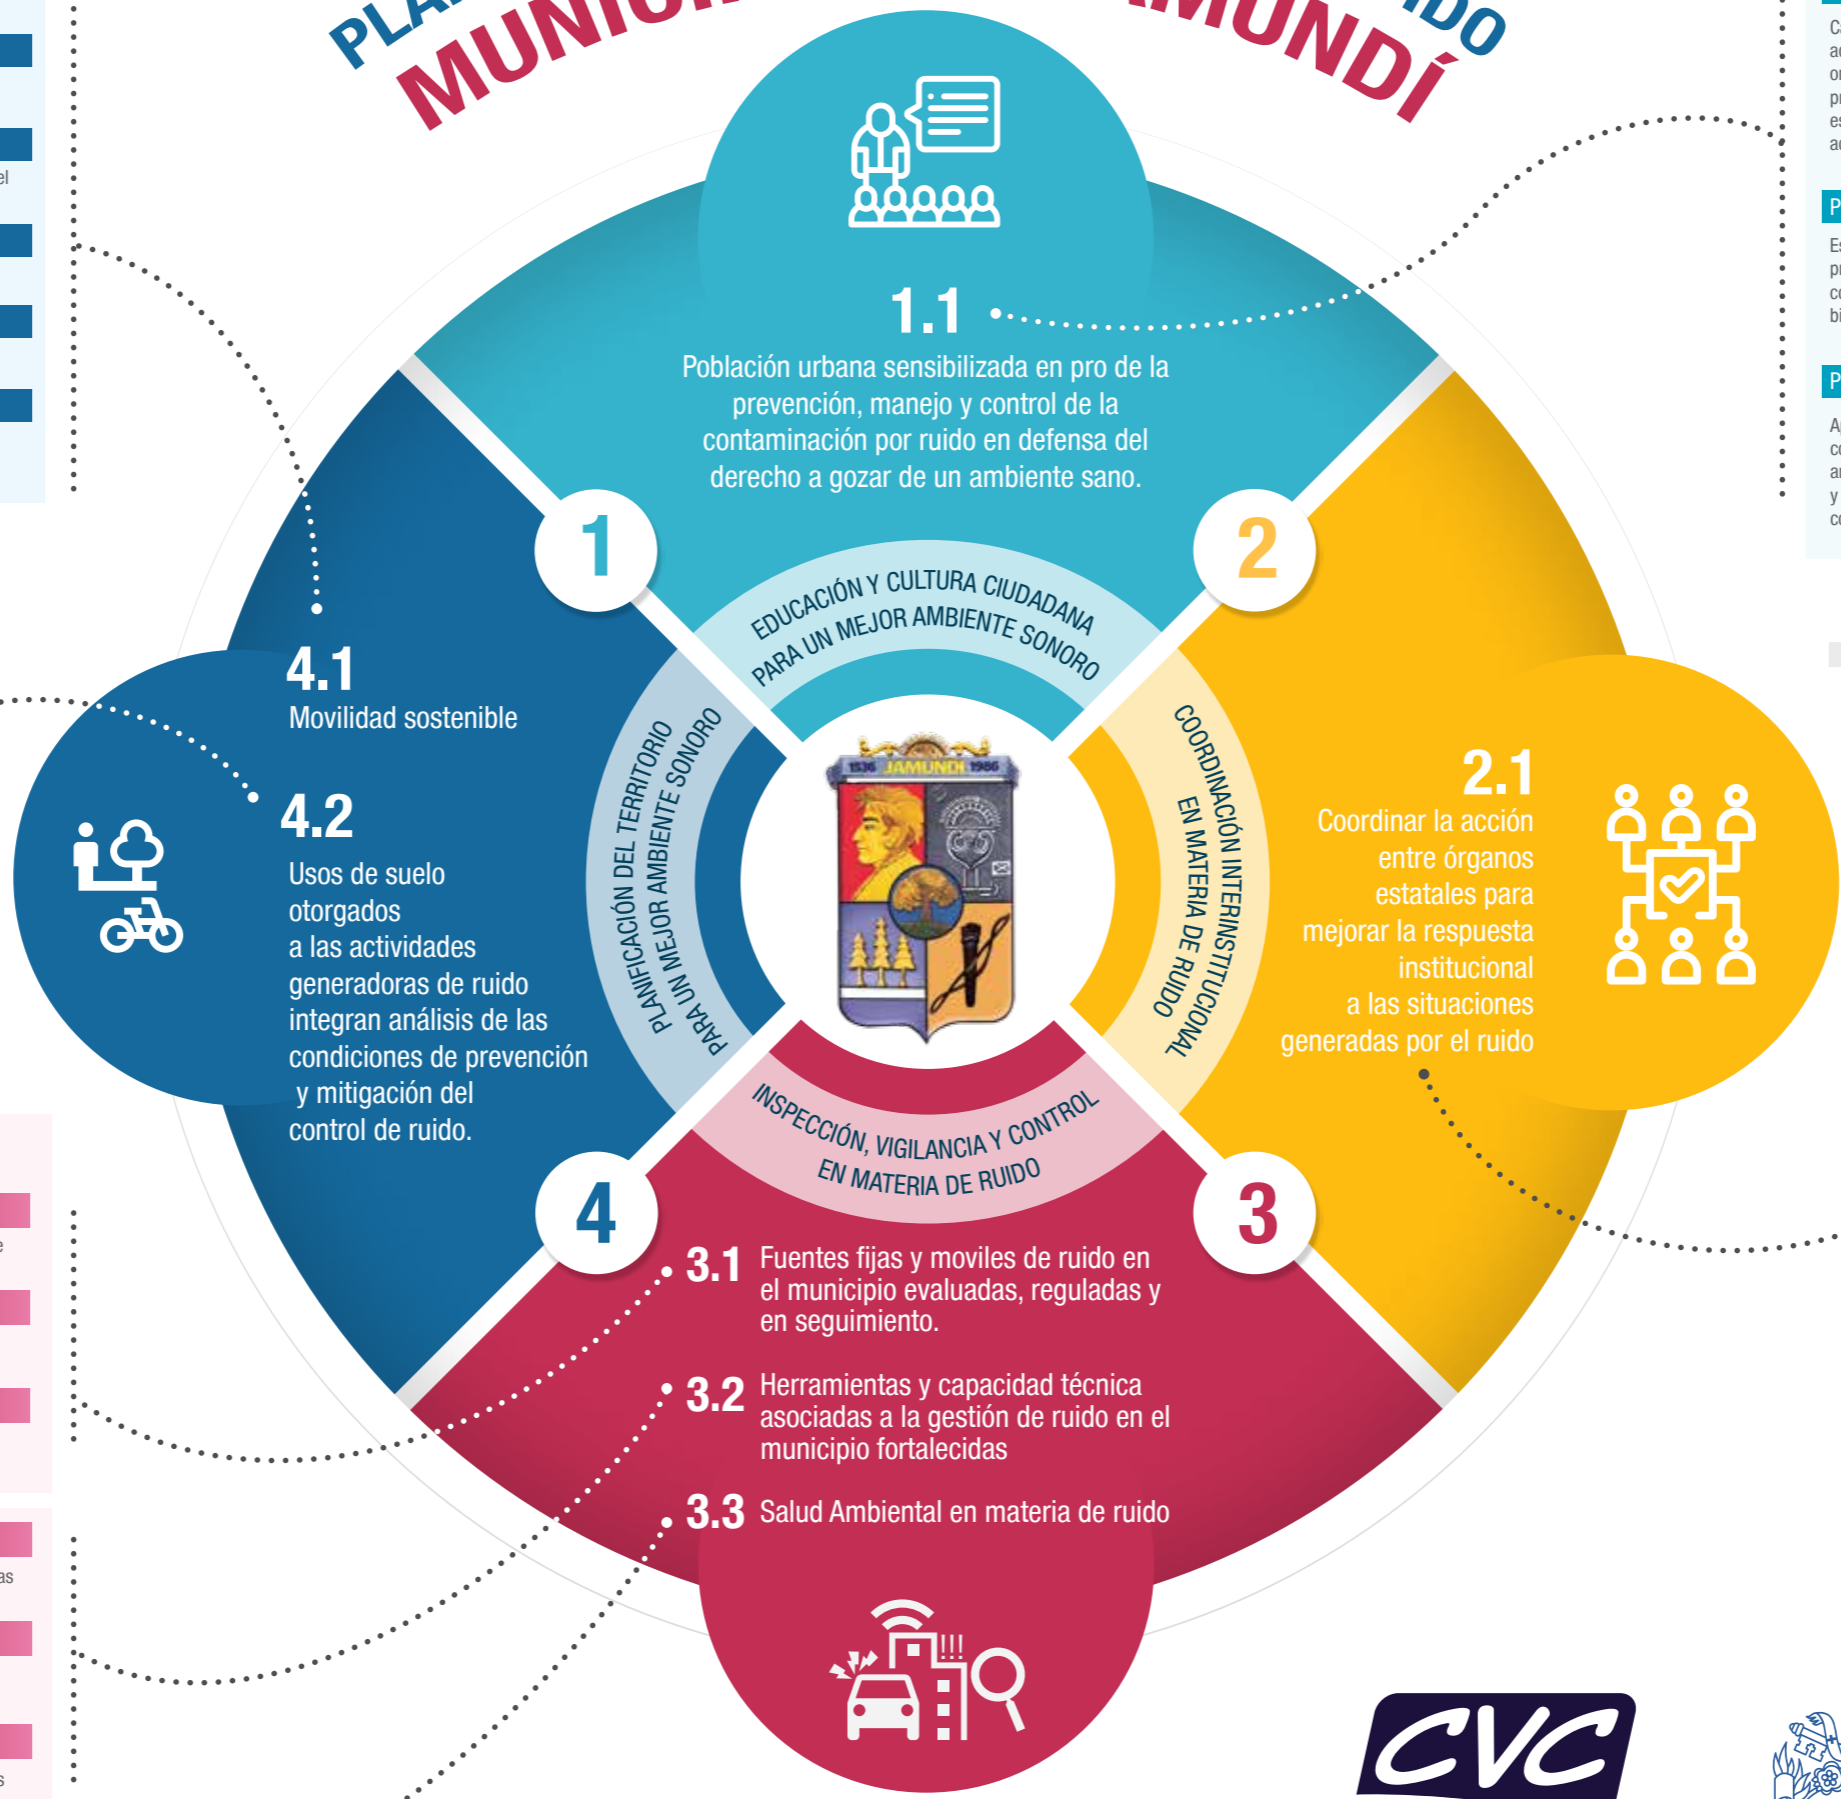 MUNICI
AMUNDÍ
1.1
Población urbana sensibilizada en pro de la
prevención, manejo y control de la
contaminación por ruido en defensa del
derecho a gozar de un ambiente sano.
1
2
EDUCACIÓN Y CULTURA CIUDADANA
PARA UN MEJOR AMBIENTE SONORO
4.1
Movilidad sostenible
4.2
Usos de suelo
otorgados
a las actividades
generadoras de ruido
integran análisis de las
condiciones de prevención
y mitigación del
control de ruido.
PLANIFICACIÓN DEL TERRITORIO
PARA UN MEJOR AMBIENTE SONORO
1536 JAMUNDI 1986
COORDINACIÓN INTERINSTITUCIONAL
EN MATERIA DE RUIDO
2.1
Coordinar la acción
entre órganos
estatales para
mejorar la respuesta
institucional
a las situaciones
generadas por el ruido
INSPECCIÓN, VIGILANCIA Y CONTROL
EN MATERIA DE RUIDO
4
3
3.1 Fuentes fijas y moviles de ruido en
el municipio evaluadas, reguladas y
en seguimiento.
3.2 Herramientas y capacidad técnica
asociadas a la gestión de ruido en el
municipio fortalecidas
3.3 Salud Ambiental en materia de ruido
!!!
CVC